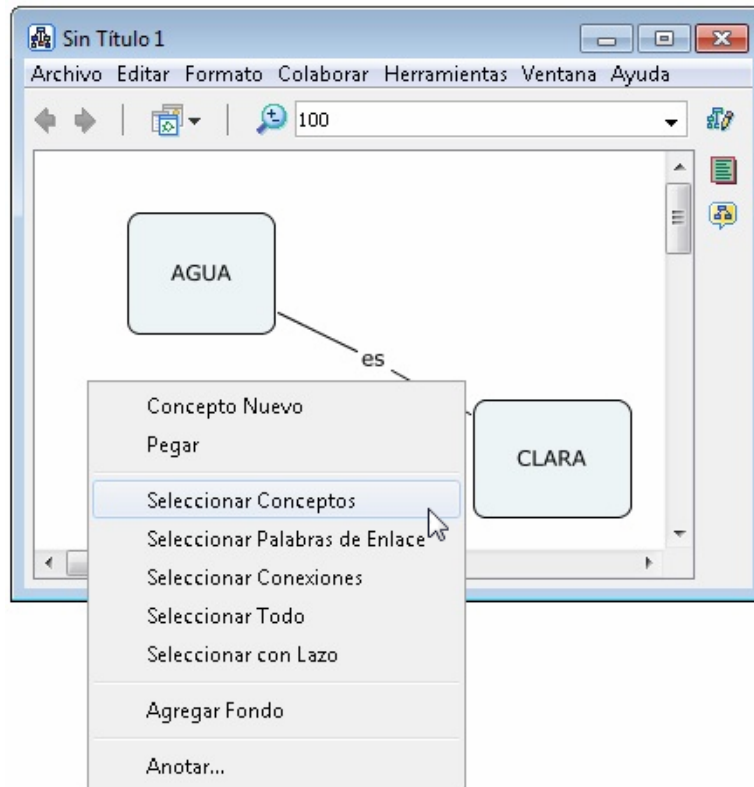 Sin Título 1
Archivo Editar Formato Colaborar Herramientas Ventana Ayuda
100
AGUA
es
CLARA
Concepto Nuevo
Pegar
Seleccionar Conceptos
Seleccionar Palabras de Enlace
Seleccionar Conexiones
Seleccionar Todo
Seleccionar con Lazo
Agregar Fondo
Anotar...